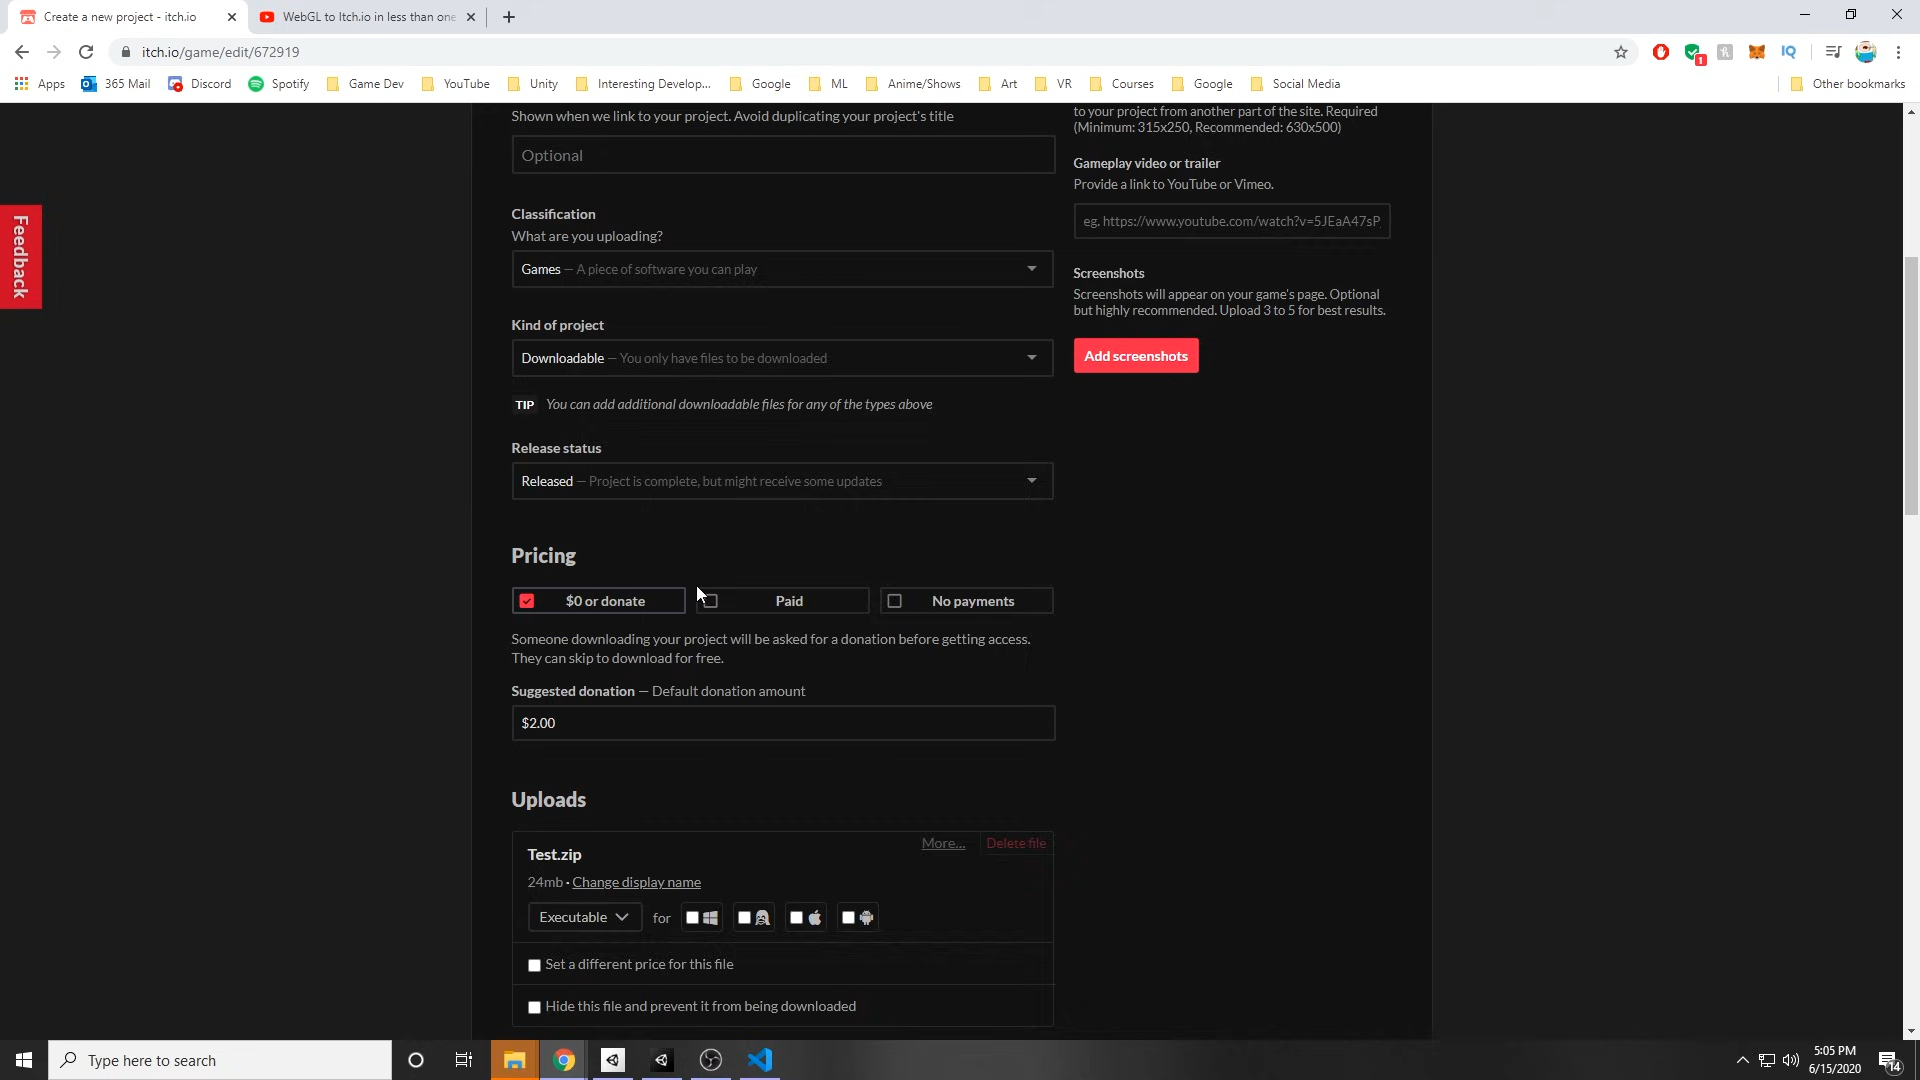 Create a new project - itch.io
WebGL to Itch.io in less than one
itch.io/game/edit/672919
1
IQ
Apps
365 Mail
Discord
Spotify
Game Dev
YouTube
Unity
Interesting Develop...
Google
ML
Anime/Shows
Art
VR
Courses
Google
Social Media
Other bookmarks
Feedback
Shown when we link to your project. Avoid duplicating your project's title
Optional
Classification
What are you uploading?
Games — A piece of software you can play
Kind of project
Downloadable — You only have files to be downloaded
TIP You can add additional downloadable files for any of the types above
Release status
Released — Project is complete, but might receive some updates
Pricing
$0 or donate
Paid
No payments
Someone downloading your project will be asked for a donation before getting access.
They can skip to download for free.
Suggested donation — Default donation amount
$2.00
Uploads
More...
Delete file
Test.zip
24mb · Change display name
Executable
for
Set a different price for this file
Hide this file and prevent it from being downloaded
to your project from another part of the site. Required
(Minimum: 315x250, Recommended: 630x500)
Gameplay video or trailer
Provide a link to YouTube or Vimeo.
eg. https://www.youtube.com/watch?v=5JEaA47sP
Screenshots
Screenshots will appear on your game's page. Optional
but highly recommended. Upload 3 to 5 for best results.
Add screenshots
Type here to search
5:05 PM
6/15/2020
14